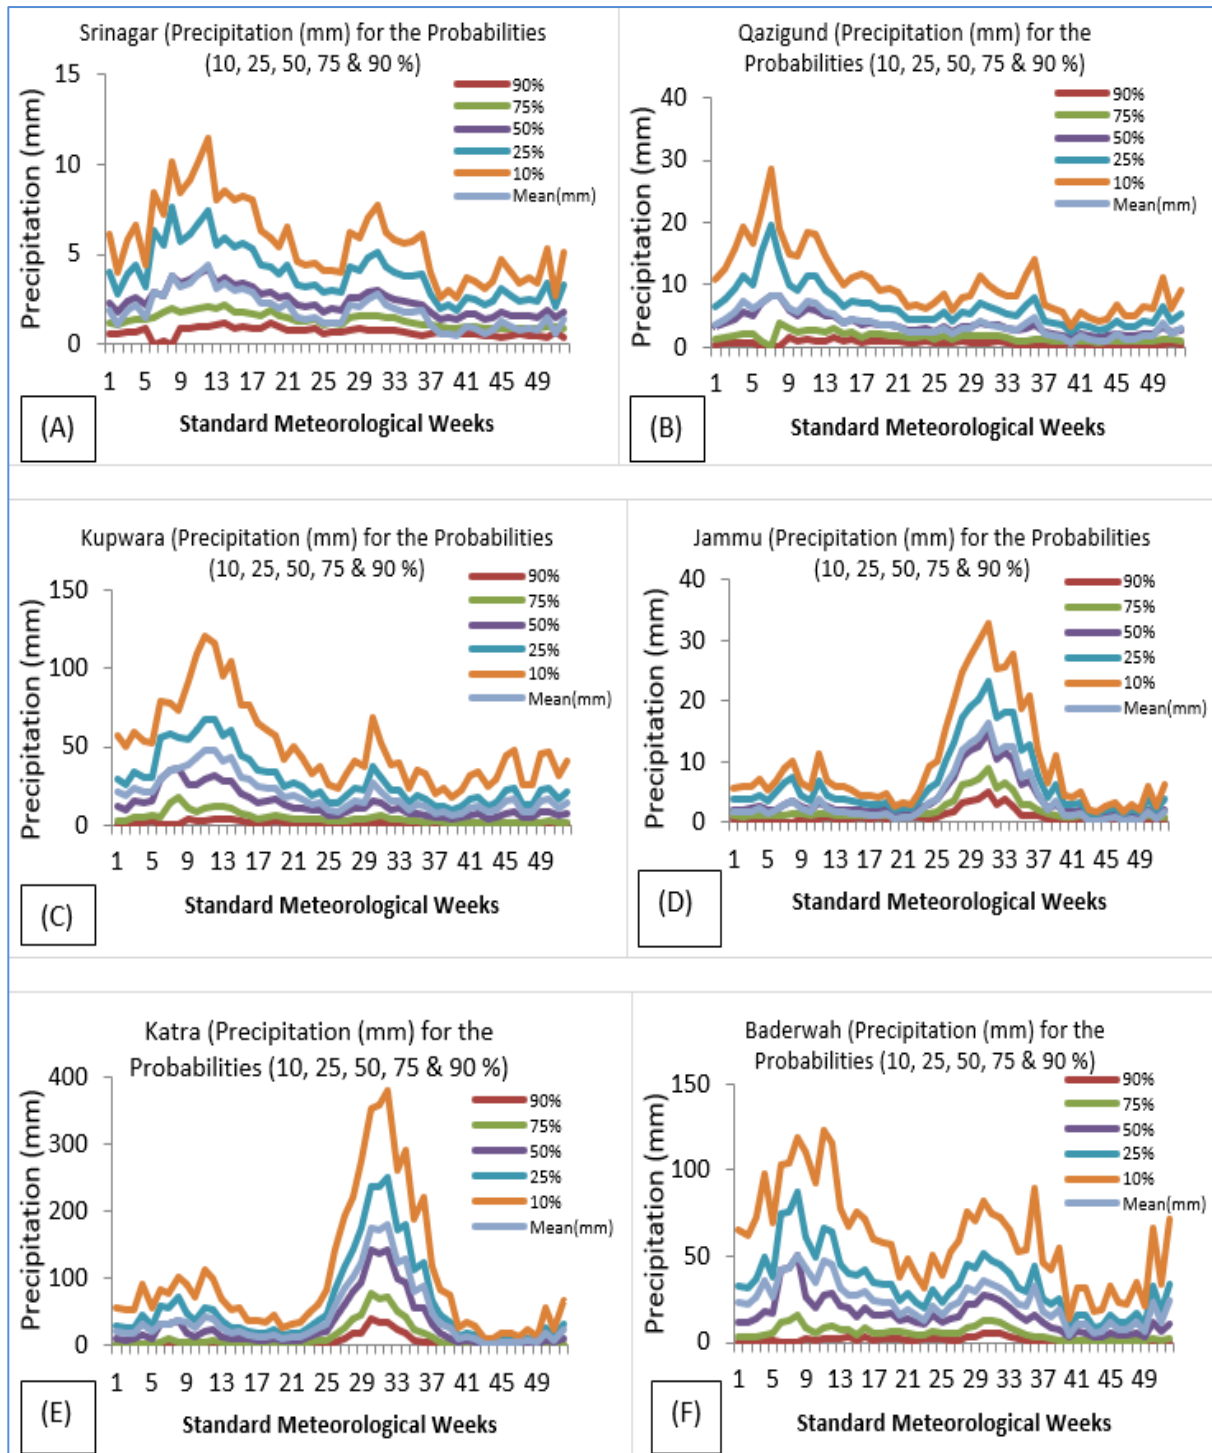 Srinagar (Precipitation (mm) for the Probabilities
(10, 25, 50, 75 & 90 %)
Precipitation (mm)
15
10
5
0
90%
75%
50%
25%
10%
Mean(mm)
1 5 9 13 17 21 25 29 33 37 41 45 49
Standard Meteorological Weeks
(A)
Qazigund (Precipitation (mm) for the
Probabilities (10, 25, 50, 75 & 90 %)
Precipitation (mm)
40
30
20
10
0
90%
75%
50%
25%
10%
Mean(mm)
1 5 9 13 17 21 25 29 33 37 41 45 49
Standard Meteorological Weeks
(B)
Kupwara (Precipitation (mm) for the Probabilities
(10, 25, 50, 75 & 90 %)
Precipitation (mm)
150
100
50
0
90%
75%
50%
25%
10%
Mean(mm)
1 5 9 13 17 21 25 29 33 37 41 45 49
Standard Meteorological Weeks
(C)
Jammu (Precipitation (mm) for the Probabilities
(10, 25, 50, 75 & 90 %)
Precipitation (mm)
40
30
20
10
0
90%
75%
50%
25%
10%
Mean(mm)
1 5 9 13 17 21 25 29 33 37 41 45 49
Standard Meteorological Weeks
(D)
Katra (Precipitation (mm) for the
Probabilities (10, 25, 50, 75 & 90 %)
Precipitation (mm)
400
300
200
100
0
90%
75%
50%
25%
10%
Mean(mm)
1 5 9 13 17 21 25 29 33 37 41 45 49
Standard Meteorological Weeks
(E)
Baderwah (Precipitation (mm) for the
Probabilities (10, 25, 50, 75 & 90 %)
Precipitation (mm)
150
100
50
0
90%
75%
50%
25%
10%
Mean(mm)
1 5 9 13 17 21 25 29 33 37 41 45 49
Standard Meteorological Weeks
(F)